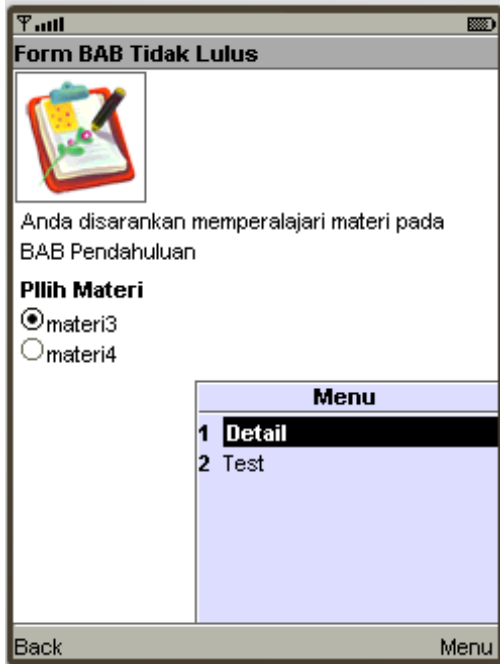 Form BAB Tidak Lulus
Anda disarankan memperalajari materi pada
BAB Pendahuluan
PIlih Materi
materi3
materi4
Menu
1 Detail
2 Test
Back Menu